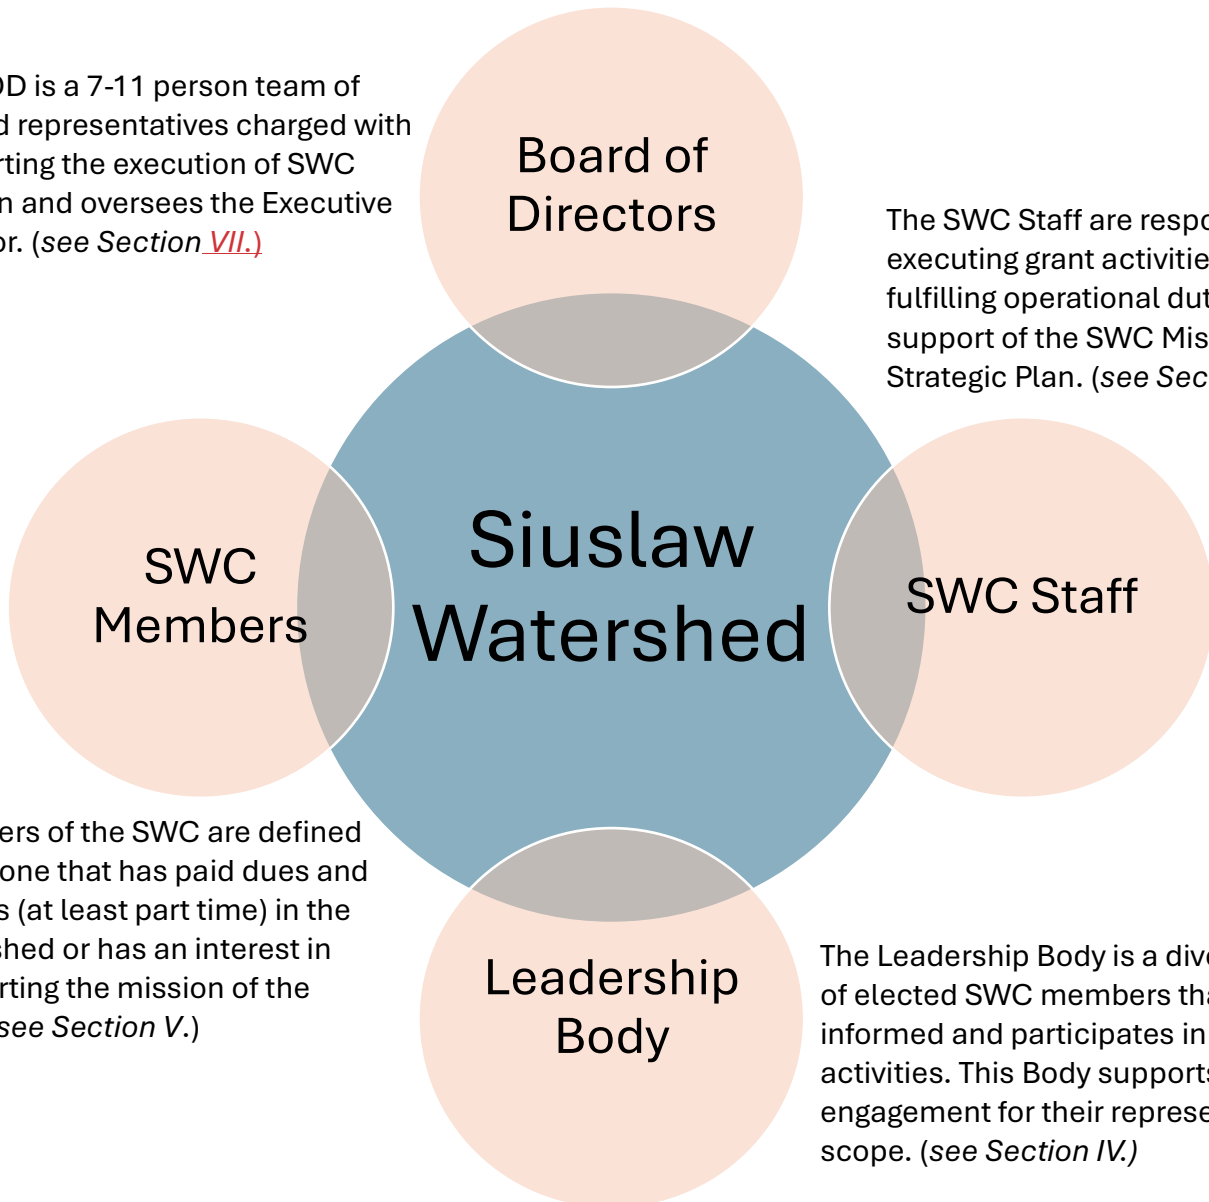 OD is a 7-11 person team of
d representatives charged with
rting the execution of SWC
n and oversees the Executive
or. (see Section VII.)
Board of
Directors
The SWC Staff are respo
executing grant activitie
fulfilling operational dut
support of the SWC Mis
Strategic Plan. (see Sec
SWC
Members
Siuslaw
Watershed
SWC Staff
ers of the SWC are defined
one that has paid dues and
s (at least part time) in the
shed or has an interest in
rting the mission of the
see Section V.)
Leadership
Body
The Leadership Body is a dive
of elected SWC members tha
informed and participates in
activities. This Body supports
engagement for their represe
scope. (see Section IV.)